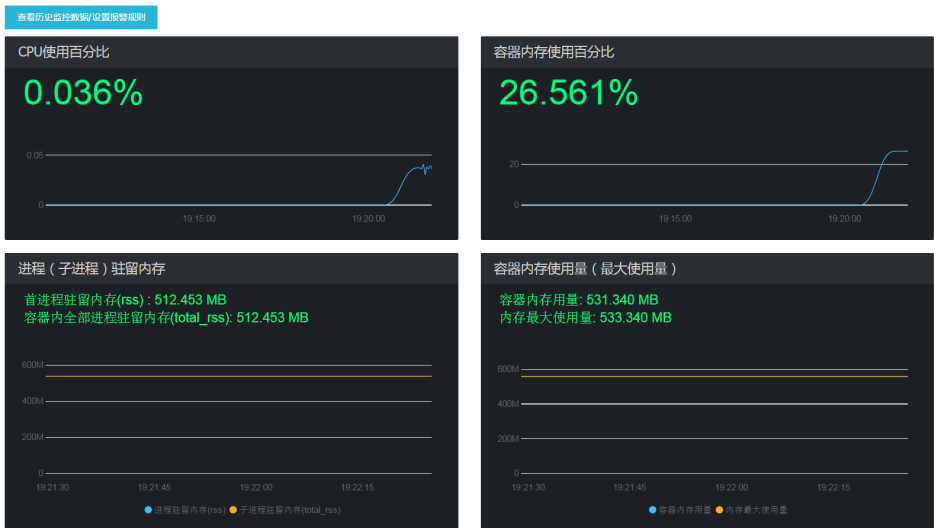 查看历史监控数据/设置报警规则
CPU使用百分比
0.036%
0.05
0
19:15:00 19:20:00
容器内存使用百分比
26.561%
20
0
19:15:00 19:20:00
进程（子进程）驻留内存
首进程驻留内存(rss) : 512.453 MB
容器内全部进程驻留内存(total_rss): 512.453 MB
600M
400M
200M
0
19:21:30 19:21:45 19:22:00 19:22:15
进程驻留内存(rss) 子进程驻留内存(total_rss)
容器内存使用量（最大使用量）
容器内存用量: 531.340 MB
内存最大使用量: 533.340 MB
600M
400M
200M
0
19:21:30 19:21:45 19:22:00 19:22:15
容器内存用量 内存最大使用量